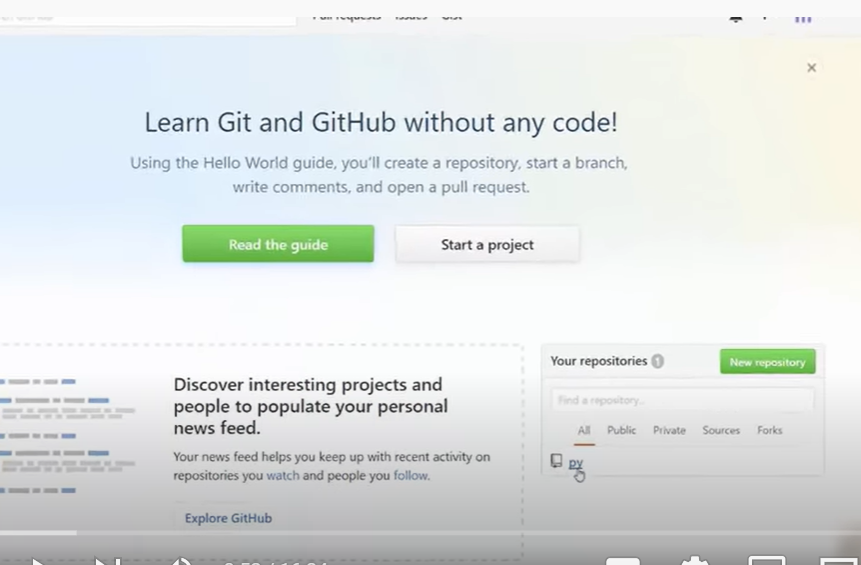 Pull requests Issues Gist
Learn Git and GitHub without any code!
Using the Hello World guide, you'll create a repository, start a branch,
write comments, and open a pull request.
Read the guide
Start a project
Your repositories 1
New repository
Find a repository...
All Public Private Sources Forks
py
Discover interesting projects and
people to populate your personal
news feed.
Your news feed helps you keep up with recent activity on
repositories you watch and people you follow.
Explore GitHub